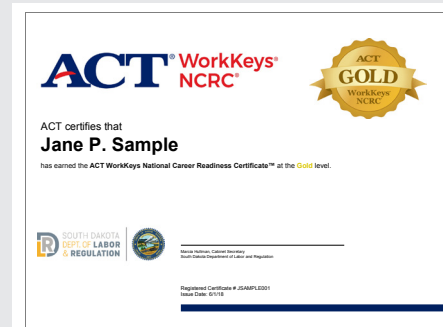 ACT® WorkKeys®
NCRC®
ACT
GOLD
WorkKeys®
NCRC®
ACT certifies that
Jane P. Sample
has earned the ACT WorkKeys National Career Readiness Certificate™ at the Gold level.
SOUTH DAKOTA
DEPT. OF LABOR
& REGULATION
Marcia Hultman, Cabinet Secretary
South Dakota Department of Labor and Regulation
Registered Certificate # JSAMPLE001
Issue Date: 6/1/18